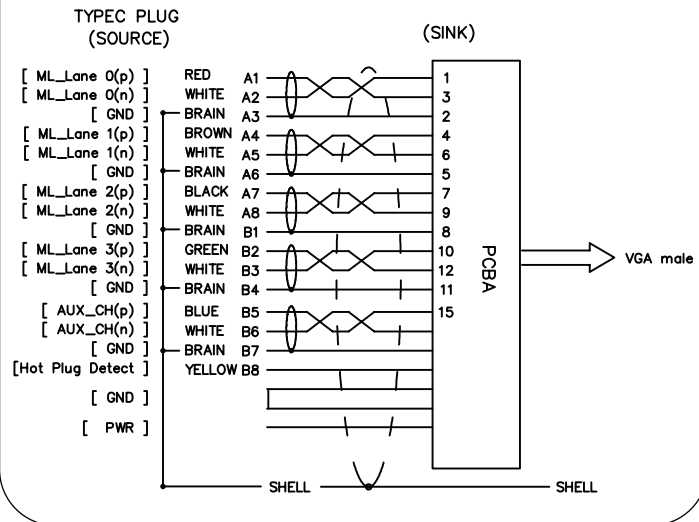 TYPEC PLUG
(SOURCE)
(SINK)
[ ML_Lane 0(p) ] RED A1 1
[ ML_Lane 0(n) ] WHITE A2 3
[ GND ] BRAIN A3 2
[ ML_Lane 1(p) ] BROWN A4 4
[ ML_Lane 1(n) ] WHITE A5 6
[ GND ] BRAIN A6 5
[ ML_Lane 2(p) ] BLACK A7 7
[ ML_Lane 2(n) ] WHITE A8 9
[ GND ] BRAIN B1 8
[ ML_Lane 3(p) ] GREEN B2 10
[ ML_Lane 3(n) ] WHITE B3 12
[ GND ] BRAIN B4 11
[ AUX_CH(p) ] BLUE B5 15
[ AUX_CH(n) ] WHITE B6
[ GND ] BRAIN B7
[Hot Plug Detect ] YELLOW B8
[ GND ]
[ PWR ]
PCBA
VGA male
SHELL SHELL